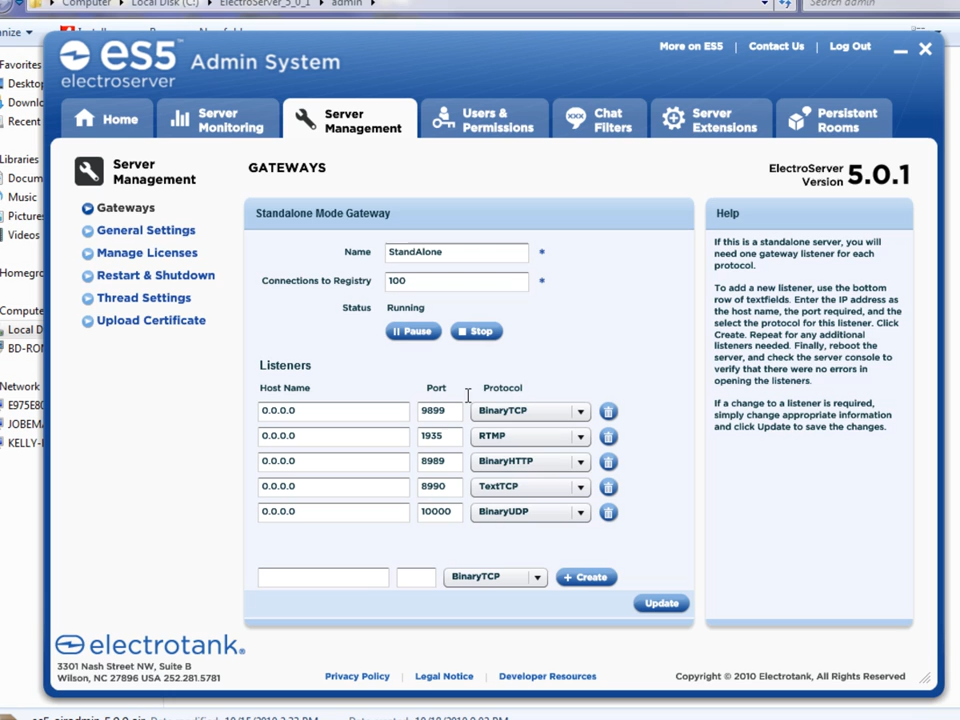 Computer ▸ Local Disk (C:) ▸ ElectroServer_5_0_1 ▸ admin ▸
Search admin
Favorites
Desktop
Recent
Libraries
Music
Pictures
Videos
Local D
BD-RO
Network
E975E80
JOBEM
KELLY-
es5™ Admin System
electroserver
More on ES5 | Contact Us | Log Out
Home
Server Monitoring
Server Management
Users & Permissions
Chat Filters
Server Extensions
Persistent Rooms
Server Management
Gateways
General Settings
Manage Licenses
Restart & Shutdown
Thread Settings
Upload Certificate
GATEWAYS
ElectroServer Version 5.0.1
Standalone Mode Gateway
Name StandAlone *
Connections to Registry 100 *
Status Running
Pause Stop
Listeners
Host Name Port Protocol
0.0.0.0 9899 BinaryTCP
0.0.0.0 1935 RTMP
0.0.0.0 8989 BinaryHTTP
0.0.0.0 8990 TextTCP
0.0.0.0 10000 BinaryUDP
BinaryTCP + Create
Update
Help
If this is a standalone server, you will
need one gateway listener for each
protocol.
To add a new listener, use the bottom
row of textfields. Enter the IP address as
the host name, the port required, and the
select the protocol for this listener. Click
Create. Repeat for any additional
listeners needed. Finally, reboot the
server, and check the server console to
verify that there were no errors in
opening the listeners.
If a change to a listener is required,
simply change appropriate information
and click Update to save the changes.
electrotank®
3301 Nash Street NW, Suite B
Wilson, NC 27896 USA 252.281.5781
Privacy Policy | Legal Notice | Developer Resources
Copyright © 2010 Electrotank, All Rights Reserved